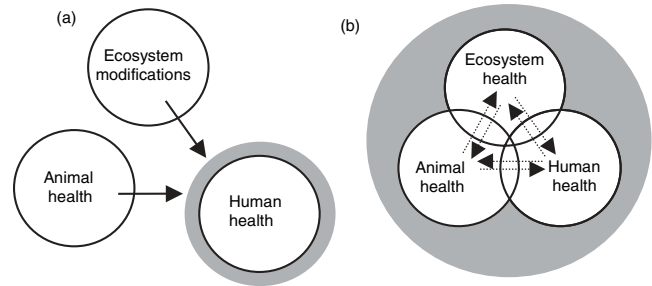 (a)
Ecosystem
modifications
Animal
health
Human
health
(b)
Ecosystem
health
Animal
health
Human
health